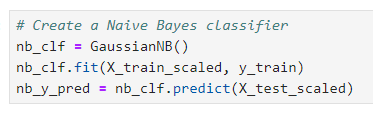 # Create a Naive Bayes classifier
nb_clf = GaussianNB()
nb_clf.fit(X_train_scaled, y_train)
nb_y_pred = nb_clf.predict(X_test_scaled)